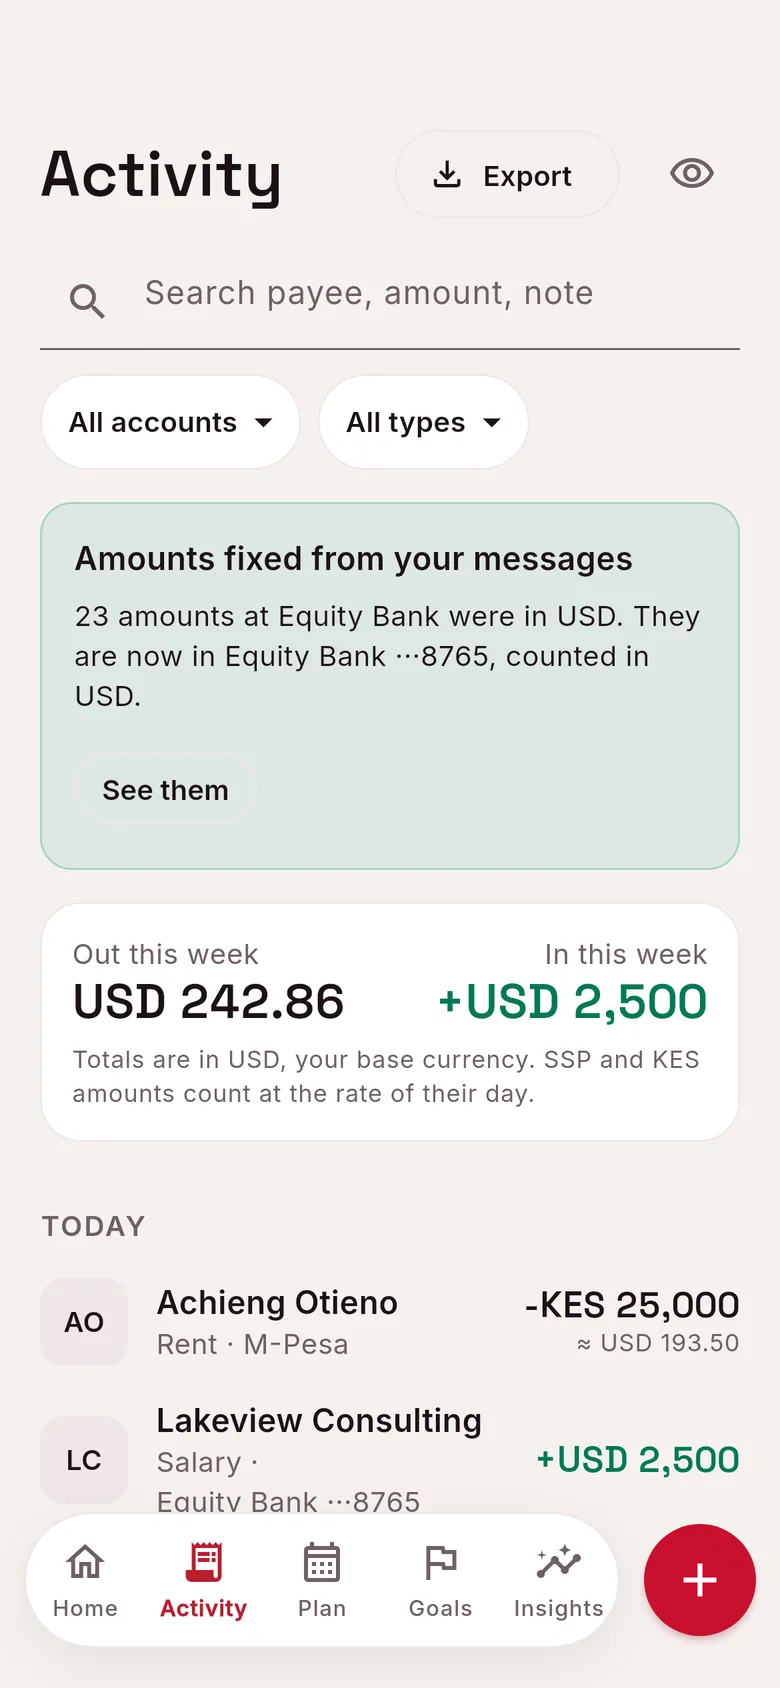 Activity
Export
Search payee, amount, note
All accounts
All types
Amounts fixed from your messages
23 amounts at Equity Bank were in USD. They
are now in Equity Bank ···8765, counted in
USD.
See them
Out this week
In this week
USD 242.86
+USD 2,500
Totals are in USD, your base currency. SSP and KES
amounts count at the rate of their day.
TODAY
AO
Achieng Otieno
-KES 25,000
Rent · M-Pesa
≈ USD 193.50
LC
Lakeview Consulting
Salary ·
+USD 2,500
Equity Bank ···8765
Home
Activity
Plan
Goals
Insights